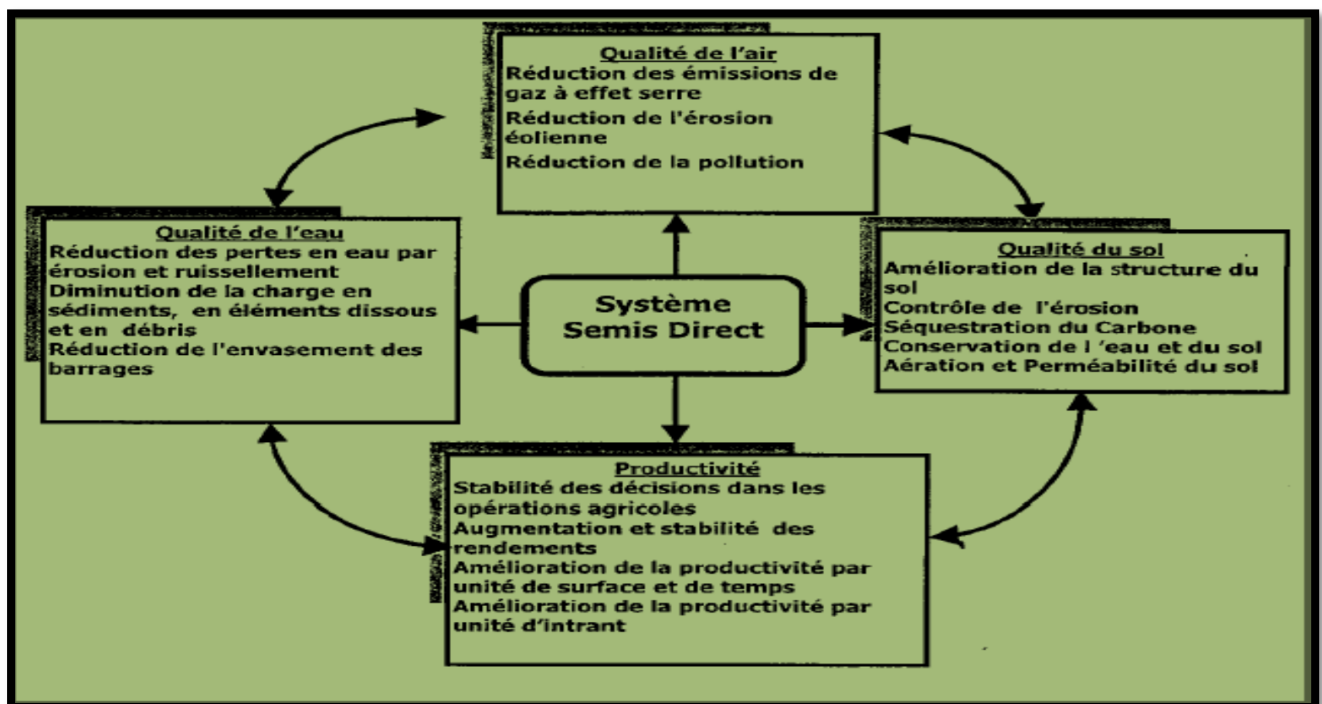 Qualité de l'air
Réduction des émissions de
gaz à effet serre
Réduction de l'érosion
éolienne
Réduction de la pollution
Qualité de l'eau
Réduction des pertes en eau par
érosion et ruissellement
Diminution de la charge en
sédiments, en éléments dissous
et en débris
Réduction de l'envasement des
barrages
Système
Semis Direct
Qualité du sol
Amélioration de la structure du
sol
Contrôle de l'érosion
Séquestration du Carbone
Conservation de l 'eau et du sol
Aération et Perméabilité du sol
Productivité
Stabilité des décisions dans les
opérations agricoles
Augmentation et stabilité des
rendements
Amélioration de la productivité par
unité de surface et de temps
Amélioration de la productivité par
unité d'intrant